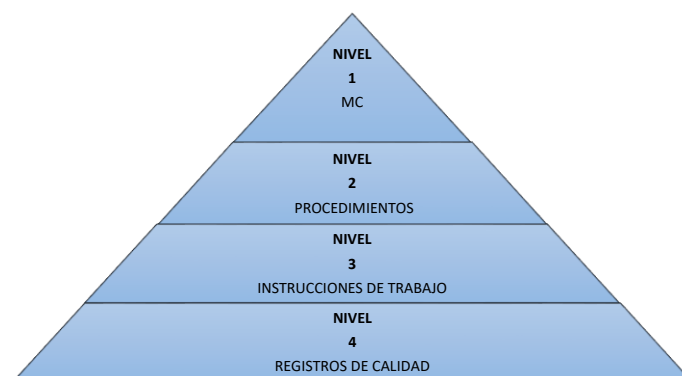 NIVEL
1
MC
NIVEL
2
PROCEDIMIENTOS
NIVEL
3
INSTRUCCIONES DE TRABAJO
NIVEL
4
REGISTROS DE CALIDAD